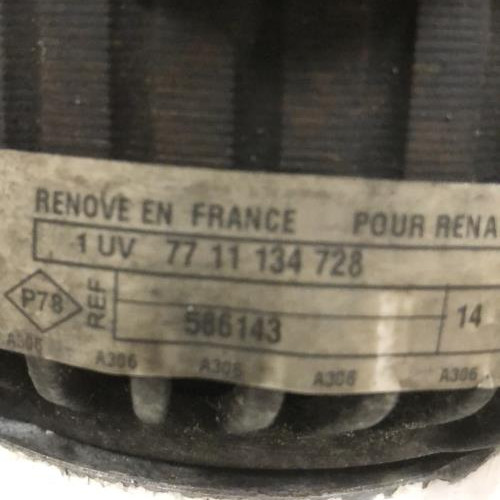 RENOVE EN FRANCE POUR RENA
1 UV 77 11 134 728
P78 REF 586143 14
A306 A306 A306 A306 A306